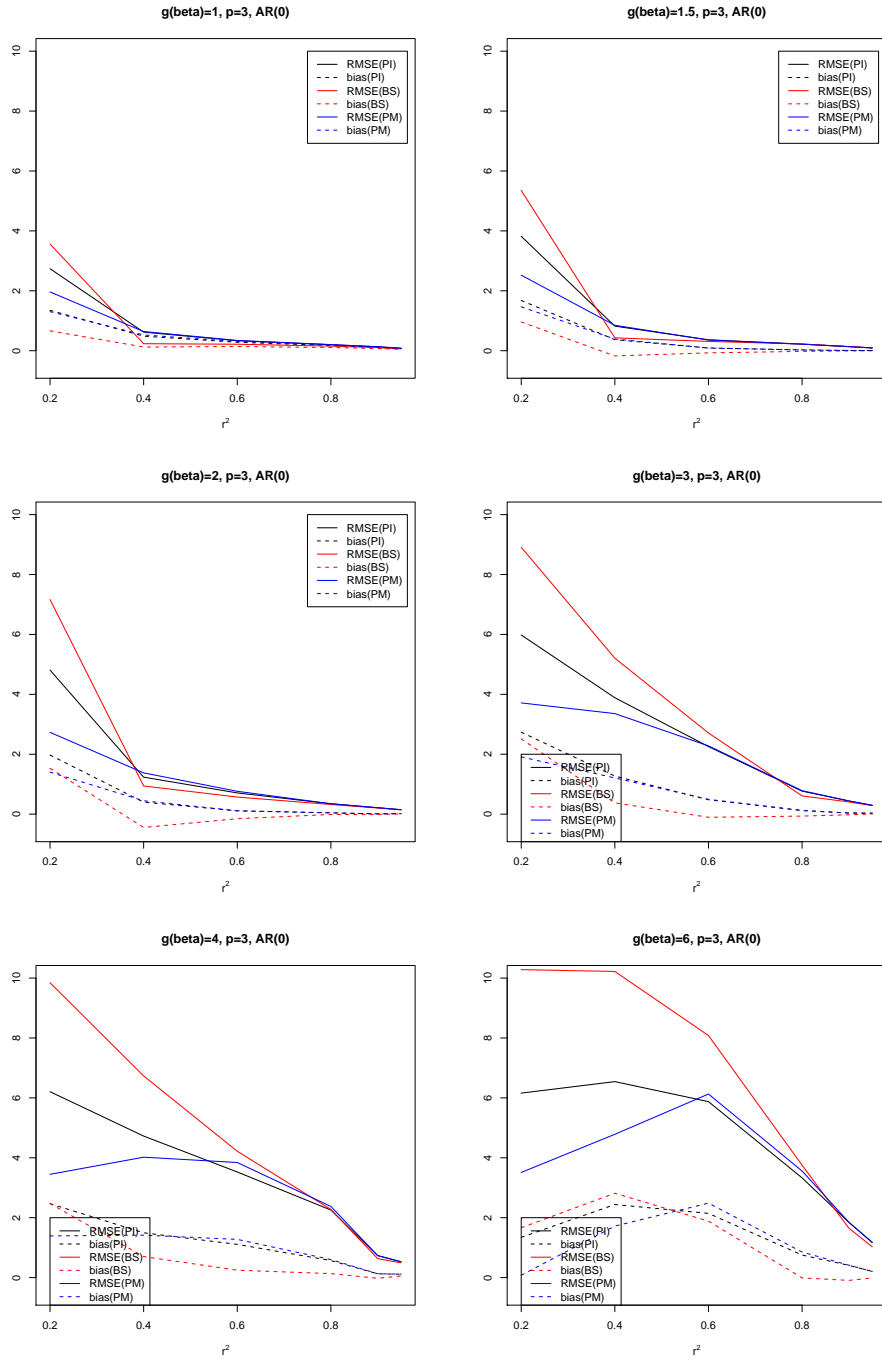 g(beta)=1, p=3, AR(0)
10
8
6
4
2
0
RMSE(PI)
bias(PI)
RMSE(BS)
bias(BS)
RMSE(PM)
bias(PM)
0.2 0.4 0.6 0.8
r²
g(beta)=1.5, p=3, AR(0)
10
8
6
4
2
0
RMSE(PI)
bias(PI)
RMSE(BS)
bias(BS)
RMSE(PM)
bias(PM)
0.2 0.4 0.6 0.8
r²
g(beta)=2, p=3, AR(0)
10
8
6
4
2
0
RMSE(PI)
bias(PI)
RMSE(BS)
bias(BS)
RMSE(PM)
bias(PM)
0.2 0.4 0.6 0.8
r²
g(beta)=3, p=3, AR(0)
10
8
6
4
2
0
RMSE(PI)
bias(PI)
RMSE(BS)
bias(BS)
RMSE(PM)
bias(PM)
0.2 0.4 0.6 0.8
r²
g(beta)=4, p=3, AR(0)
10
8
6
4
2
0
RMSE(PI)
bias(PI)
RMSE(BS)
bias(BS)
RMSE(PM)
bias(PM)
0.2 0.4 0.6 0.8
r²
g(beta)=6, p=3, AR(0)
10
8
6
4
2
0
RMSE(PI)
bias(PI)
RMSE(BS)
bias(BS)
RMSE(PM)
bias(PM)
0.2 0.4 0.6 0.8
r²